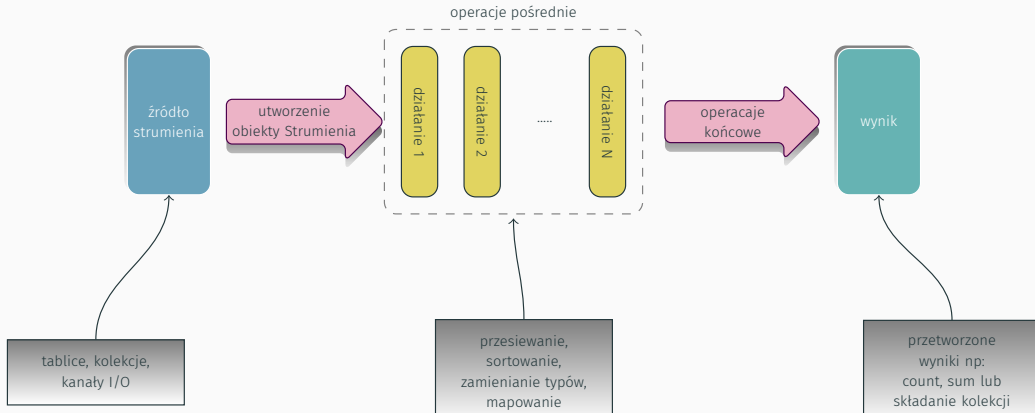 operacje pośrednie
źródło
strumienia
utworzenie
obiekty Strumienia
działanie 1
działanie 2
.....
działanie N
operacaje
końcowe
wynik
tablice, kolekcje,
kanały I/O
przesiewanie,
sortowanie,
zamienianie typów,
mapowanie
przetworzone
wyniki np:
count, sum lub
składanie kolekcji